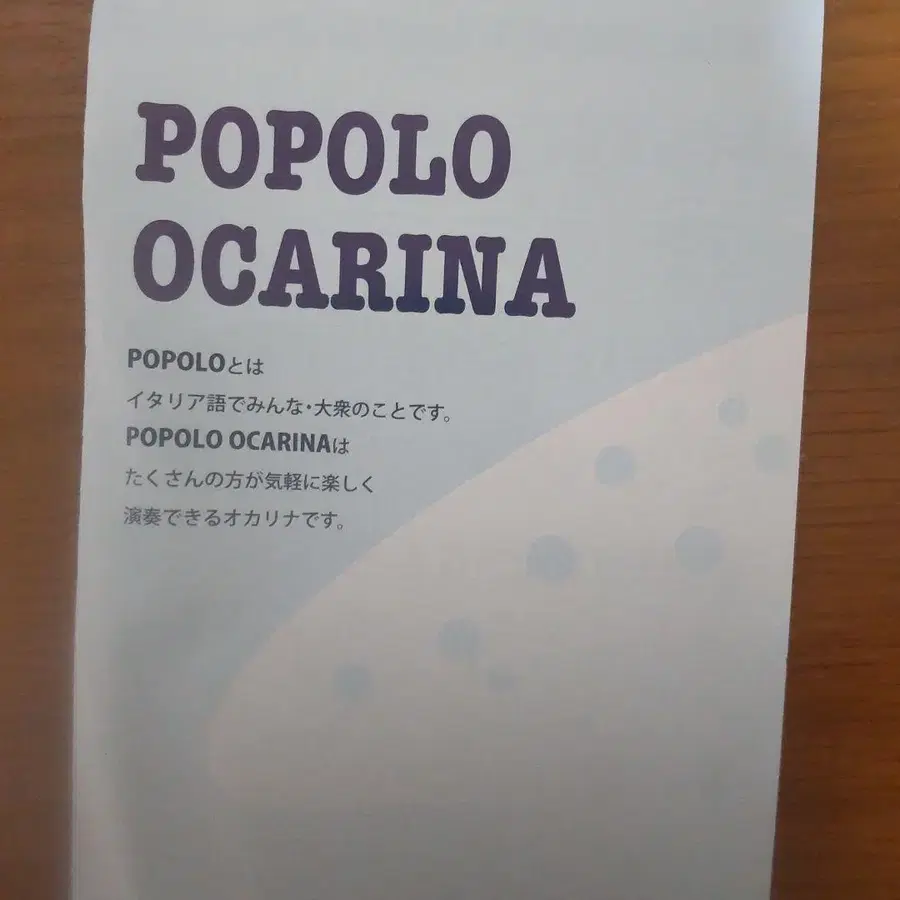 POPOLO
OCARINA
POPOLOとは
イタリア語でみんな・大衆のことです。
POPOLO OCARINAは
たくさんの方が気軽に楽しく
演奏できるオカリナです。